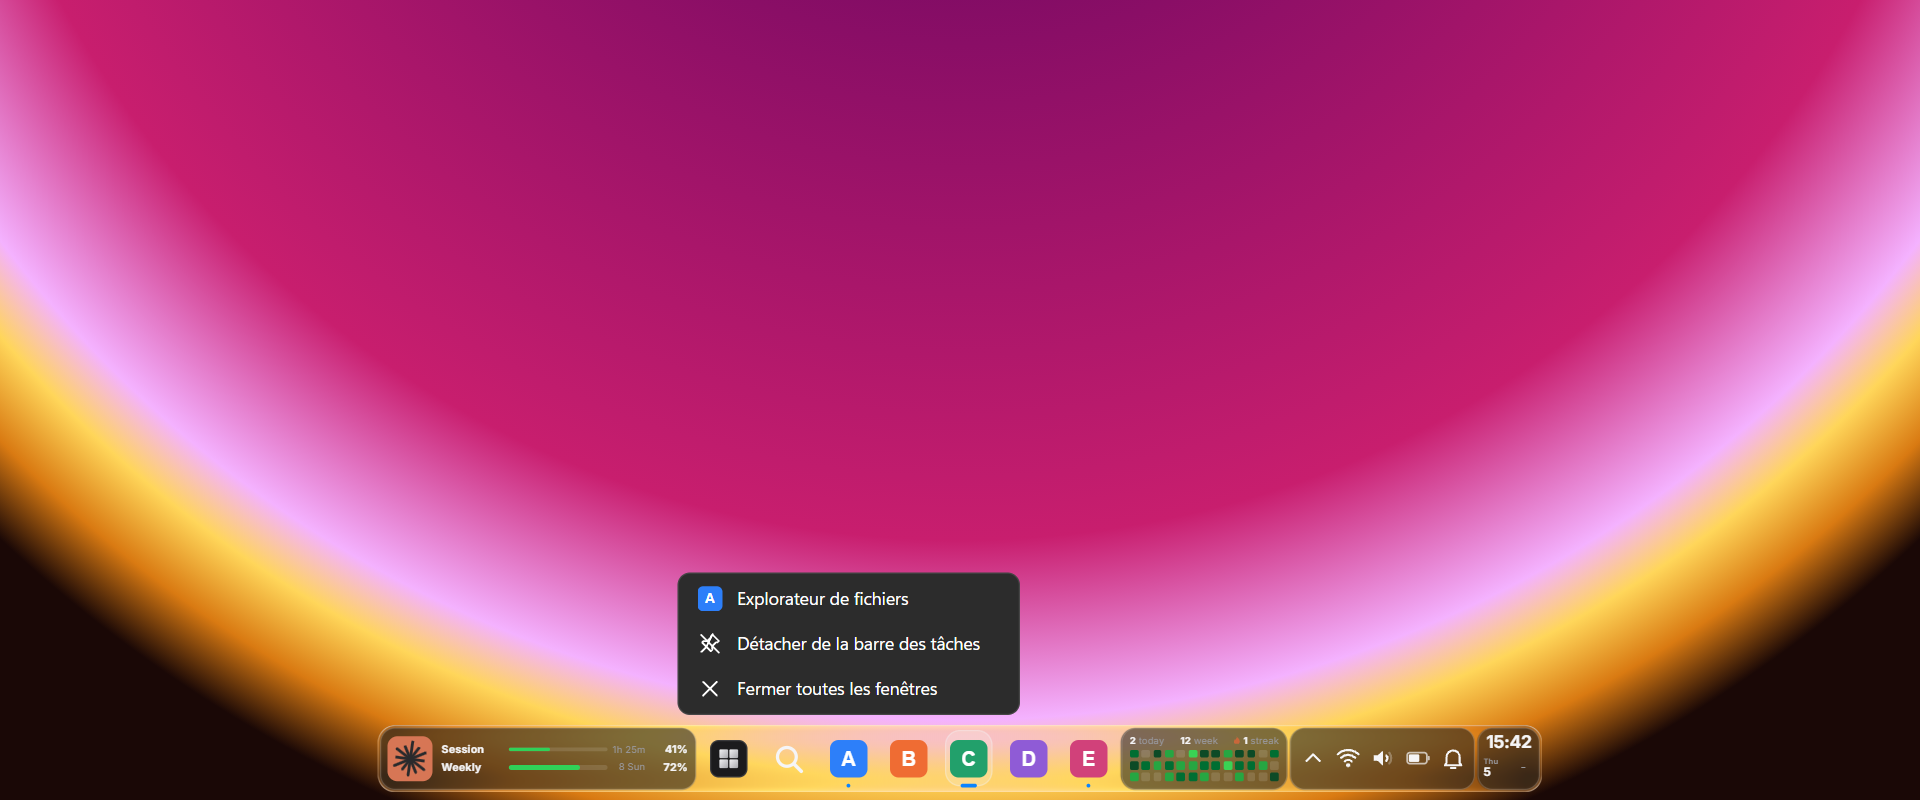 A Explorateur de fichiers
Détacher de la barre des tâches
Fermer toutes les fenêtres
Session 1h 25m 41%
Weekly 8 Sun 72%
A B C D E
2 today 12 week 1 streak
15:42
Thu
5 –